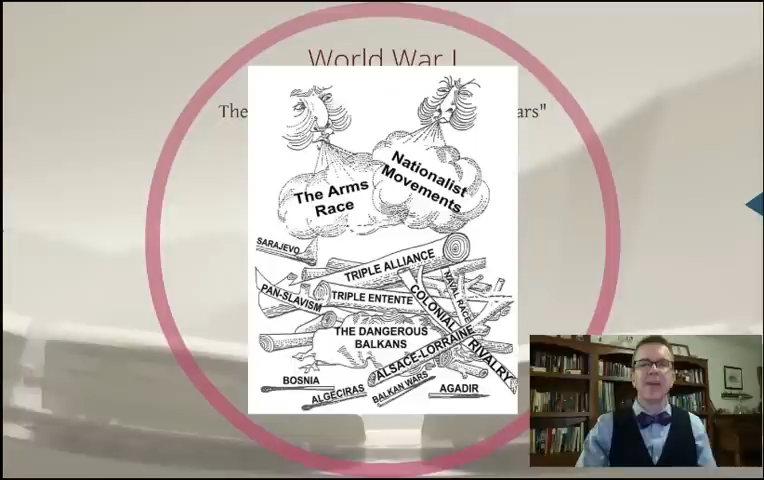 World War I
The
ars"
The Arms
Race
Nationalist
Movements
SARAJEVO
TRIPLE ALLIANCE
PAN-SLAVISM
TRIPLE ENTENTE
NAVAL RACE
COLONIAL RIVALRY
THE DANGEROUS
BALKANS
ALSACE-LORRAINE
BOSNIA
ALGECIRAS
BALKAN WARS
AGADIR